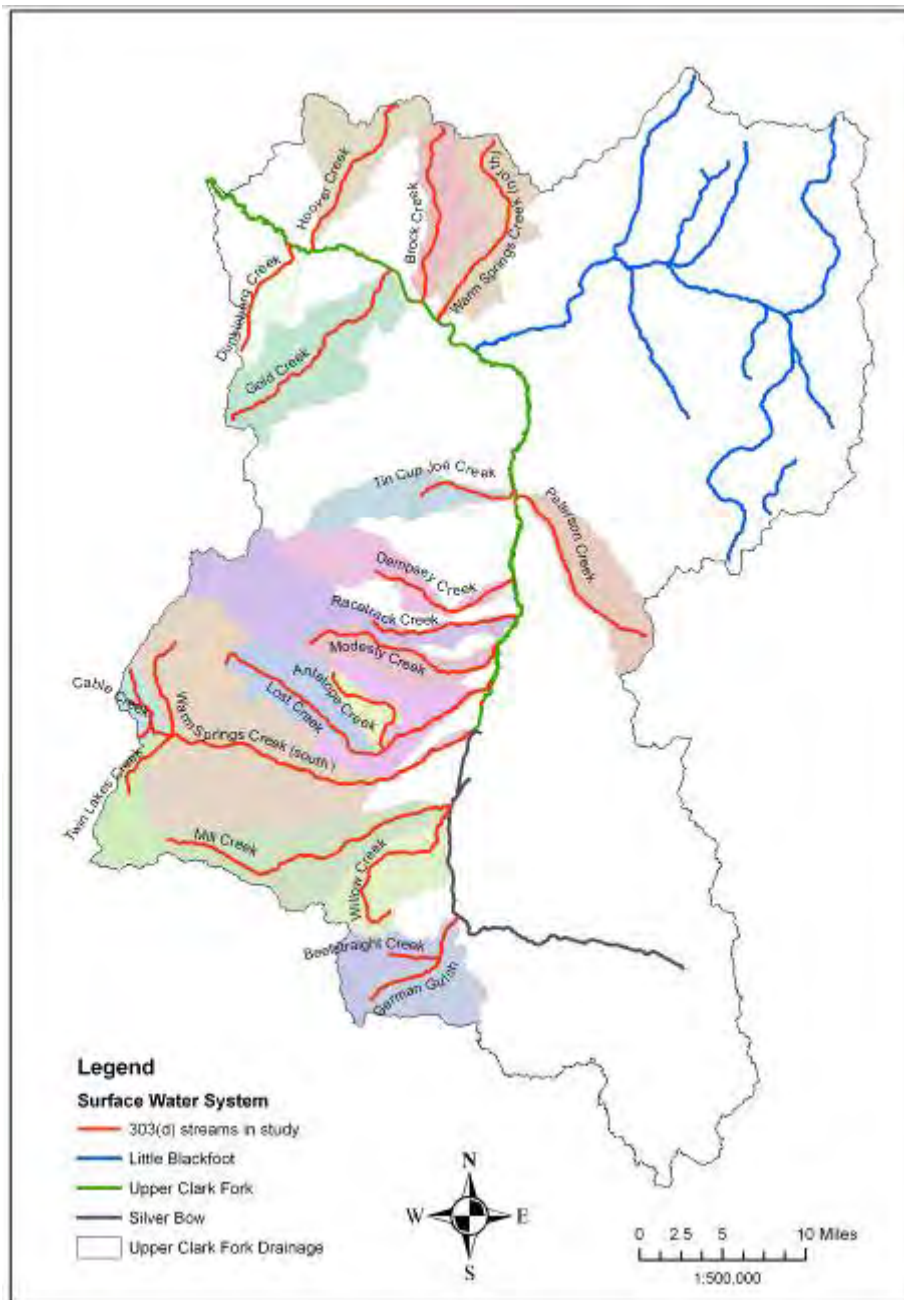 Hoover Creek
Brock Creek
Warm Springs Creek (north)
Dunkleberg Creek
Gold Creek
Tin Cup Joe Creek
Peterson Creek
Dempsey Creek
Racetrack Creek
Modesty Creek
Antelope Creek
Lost Creek
Cable Creek
Warm Springs Creek (south)
Twin Lakes Creek
Mill Creek
Willow Creek
Beefstraight Creek
German Gulch
Legend
Surface Water System
303(d) streams in study
Little Blackfoot
Upper Clark Fork
Silver Bow
Upper Clark Fork Drainage
N
W E
S
0 2.5 5 10 Miles
1:500,000